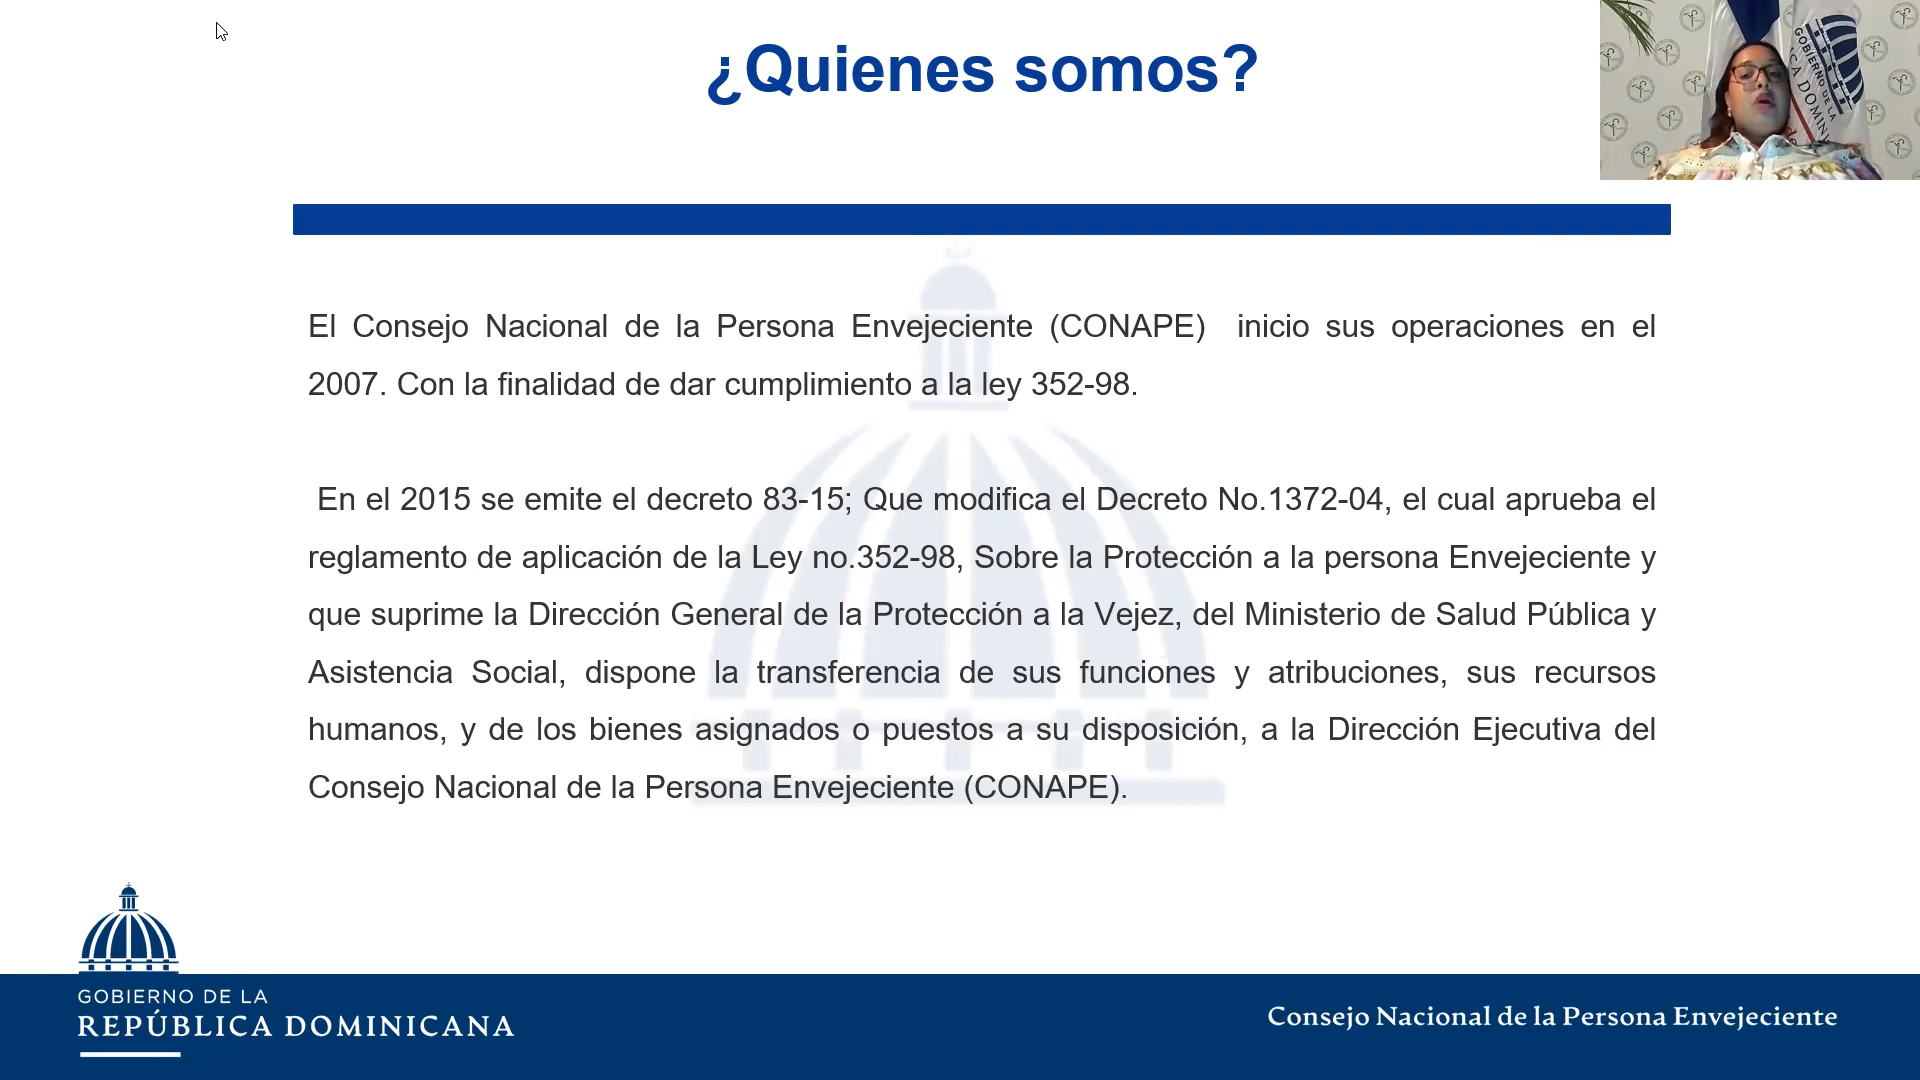 ¿Quienes somos?
GOBIERNO DE LA
El Consejo Nacional de la Persona Envejeciente (CONAPE)  inicio sus operaciones en el
2007. Con la finalidad de dar cumplimiento a la ley 352-98.
En el 2015 se emite el decreto 83-15; Que modifica el Decreto No.1372-04, el cual aprueba el
reglamento de aplicación de la Ley no.352-98, Sobre la Protección a la persona Envejeciente y
que suprime la Dirección General de la Protección a la Vejez, del Ministerio de Salud Pública y
Asistencia Social, dispone la transferencia de sus funciones y atribuciones, sus recursos
humanos, y de los bienes asignados o puestos a su disposición, a la Dirección Ejecutiva del
Consejo Nacional de la Persona Envejeciente (CONAPE).
GOBIERNO DE LA
REPÚBLICA DOMINICANA
Consejo Nacional de la Persona Envejeciente